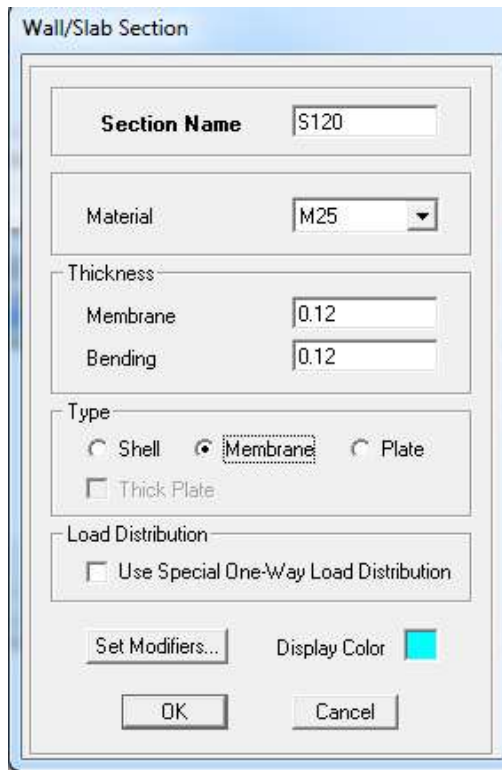 Wall/Slab Section
Section Name S120
Material M25
Thickness
Membrane 0.12
Bending 0.12
Type
Shell Membrane Plate
Thick Plate
Load Distribution
Use Special One-Way Load Distribution
Set Modifiers... Display Color
OK Cancel